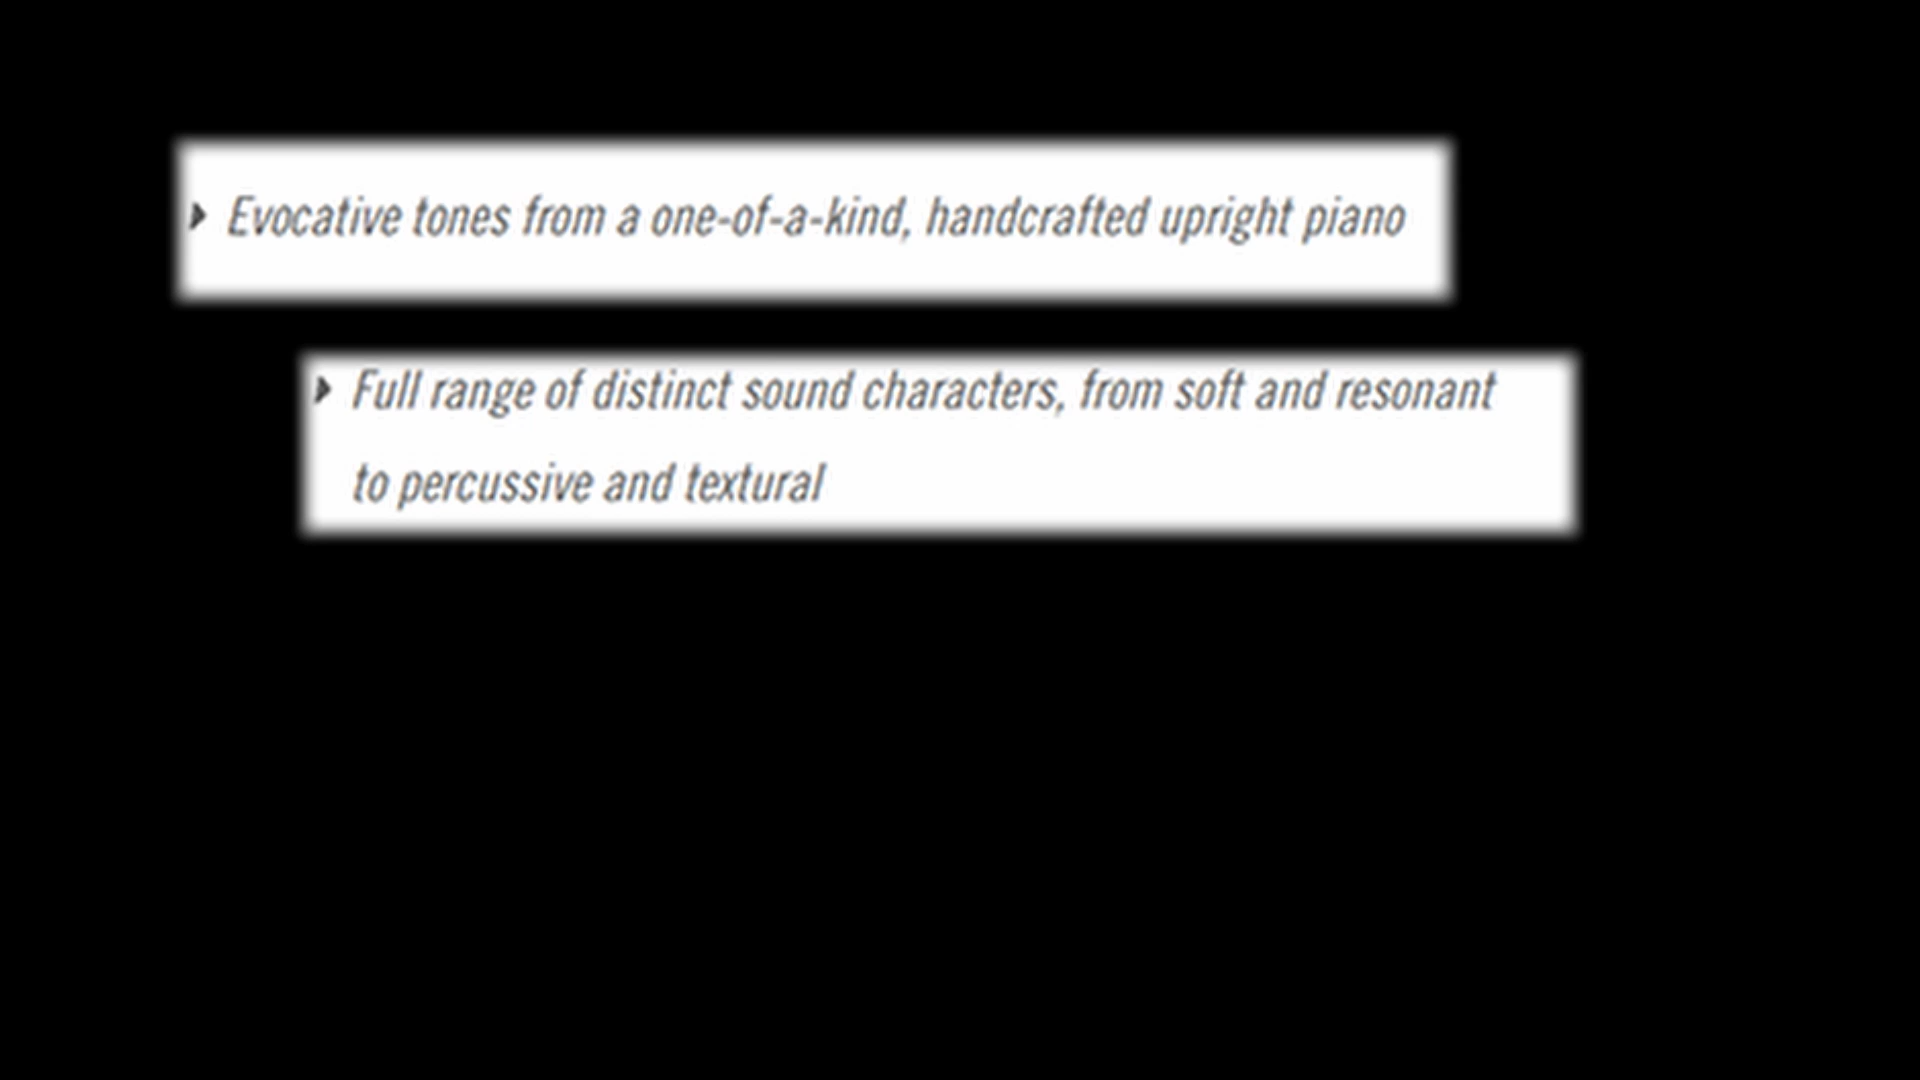 Evocative tones from a one-of-a-kind, handcrafted upright piano
Full range of distinct sound characters, from soft and resonant
to percussive and textural